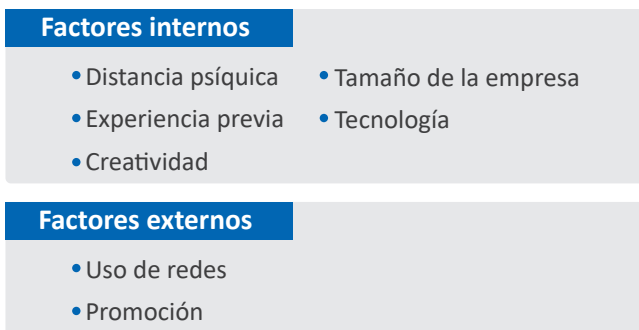 Factores internos
Distancia psíquica
Experiencia previa
Creatividad
Tamaño de la empresa
Tecnología
Factores externos
Uso de redes
Promoción